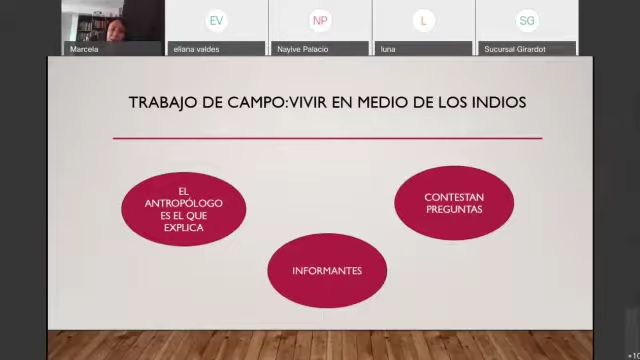 EV
NP
L
SG
Marcela
eliana valdes
Nayive Palacio
luna
Sucursal Girardot
TRABAJO DE CAMPO:VIVIR EN MEDIO DE LOS INDIOS
EL
ANTROPÓLOGO
ES EL QUE
EXPLICA
CONTESTAN
PREGUNTAS
INFORMANTES